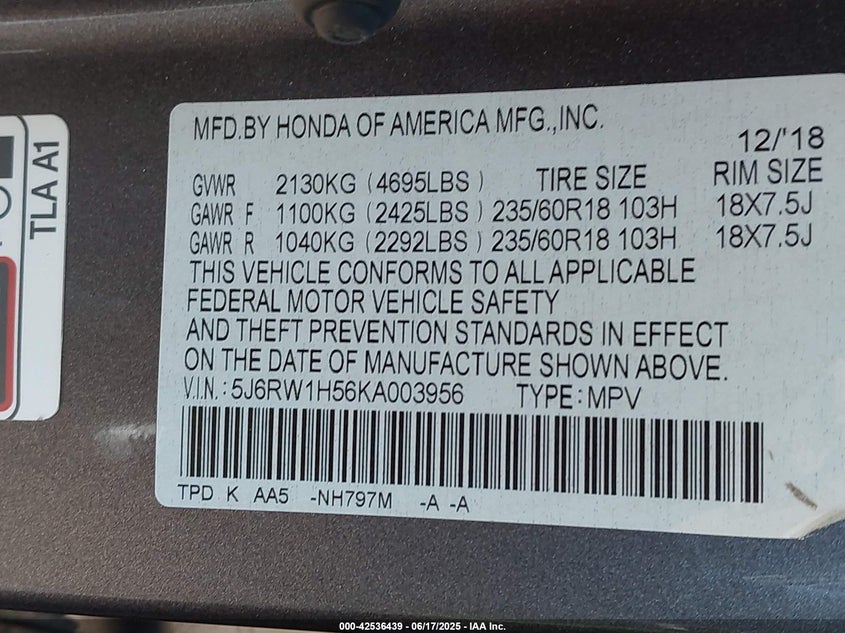 MFD.BY HONDA OF AMERICA MFG.,INC.
12/'18
GVWR 2130KG (4695LBS) TIRE SIZE RIM SIZE
GAWR F 1100KG (2425LBS) 235/60R18 103H 18X7.5J
GAWR R 1040KG (2292LBS) 235/60R18 103H 18X7.5J
THIS VEHICLE CONFORMS TO ALL APPLICABLE
FEDERAL MOTOR VEHICLE SAFETY
AND THEFT PREVENTION STANDARDS IN EFFECT
ON THE DATE OF MANUFACTURE SHOWN ABOVE.
V.I.N.: 5J6RW1H56KA003956 TYPE: MPV
TPD K AA5 -NH797M -A -A
TLA A1
000-42536439 - 06/17/2025 - IAA Inc.